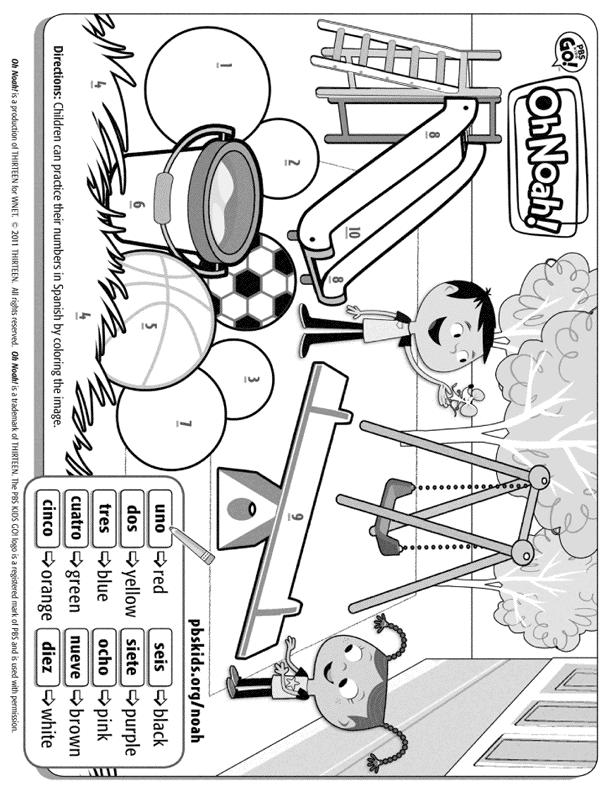 PBS KIDS
GO!
Oh Noah!
8
10
8
1
2
3
4
4
5
6
7
9
Directions: Children can practice their numbers in Spanish by coloring the image.
pbskids.org/noah
uno ⇨ red
dos ⇨ yellow
tres ⇨ blue
cuatro ⇨ green
cinco ⇨ orange
seis ⇨ black
siete ⇨ purple
ocho ⇨ pink
nueve ⇨ brown
diez ⇨ white
Oh Noah! is a production of THIRTEEN for WNET. © 2011 THIRTEEN. All rights reserved. Oh Noah! is a trademark of THIRTEEN. The PBS KIDS GO! logo is a registered mark of PBS and is used with permission.